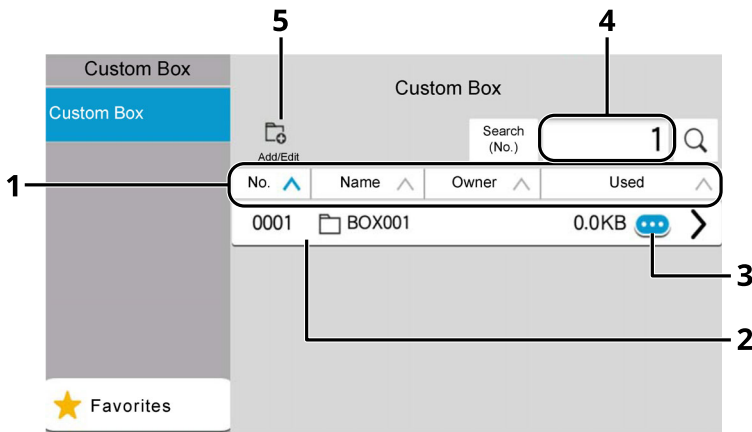 5
4
Custom Box
Custom Box
Custom Box
Search
(No.)
1
Add/Edit
1
No.
Name
Owner
Used
0001
BOX001
0.0KB
3
2
Favorites